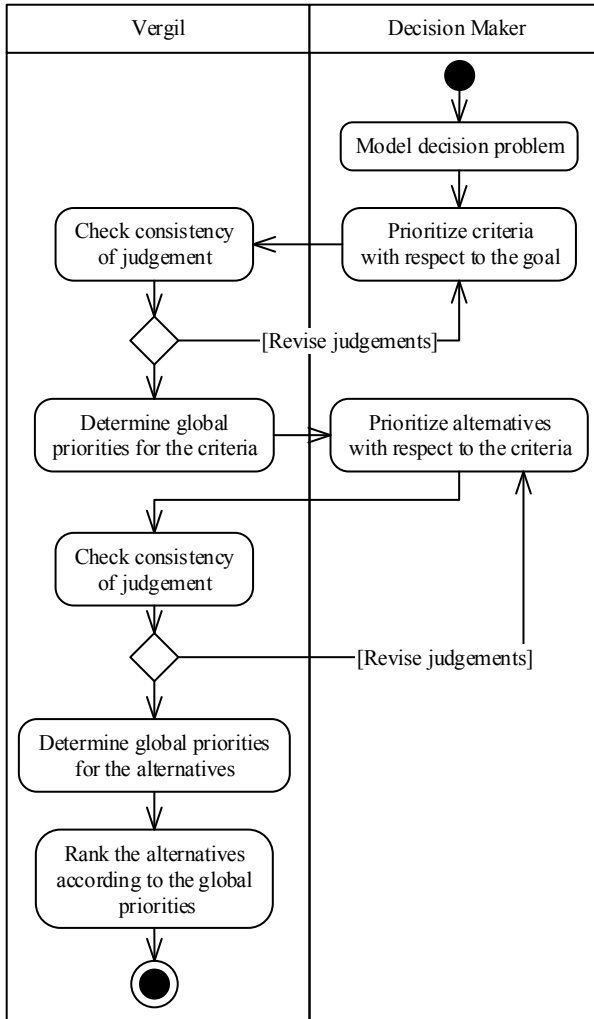 Vergil
Decision Maker
Model decision problem
Prioritize criteria
with respect to the goal
Check consistency
of judgement
[Revise judgements]
Determine global
priorities for the criteria
Prioritize alternatives
with respect to the criteria
Check consistency
of judgement
[Revise judgements]
Determine global priorities
for the alternatives
Rank the alternatives
according to the global
priorities